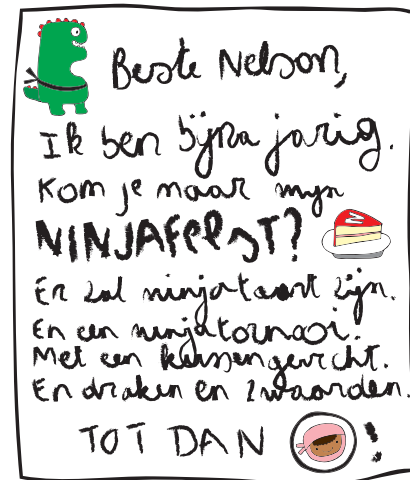 Beste Nelson,
Ik ben bijna jarig.
Kom je naar mijn
NINJAFEEST?
Er zal ninjataart zijn.
En een ninjatornooi.
Met een kussengevecht.
En draken en zwaarden.
TOT DAN !